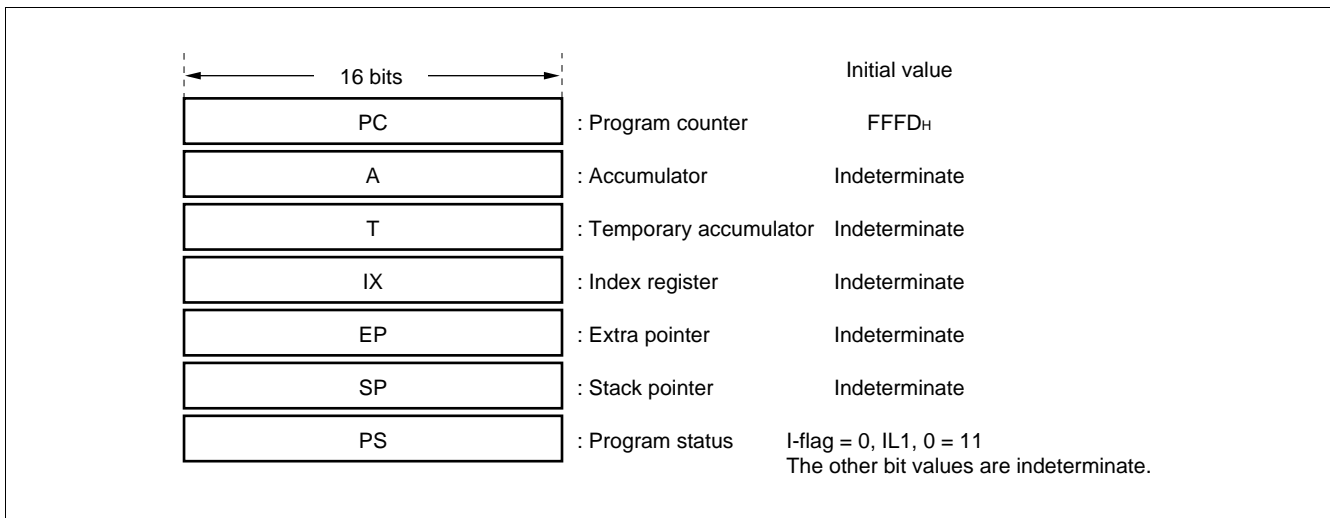 16 bits Initial value
PC : Program counter FFFDH
A : Accumulator Indeterminate
T : Temporary accumulator Indeterminate
IX : Index register Indeterminate
EP : Extra pointer Indeterminate
SP : Stack pointer Indeterminate
PS : Program status I-flag = 0, IL1, 0 = 11
The other bit values are indeterminate.